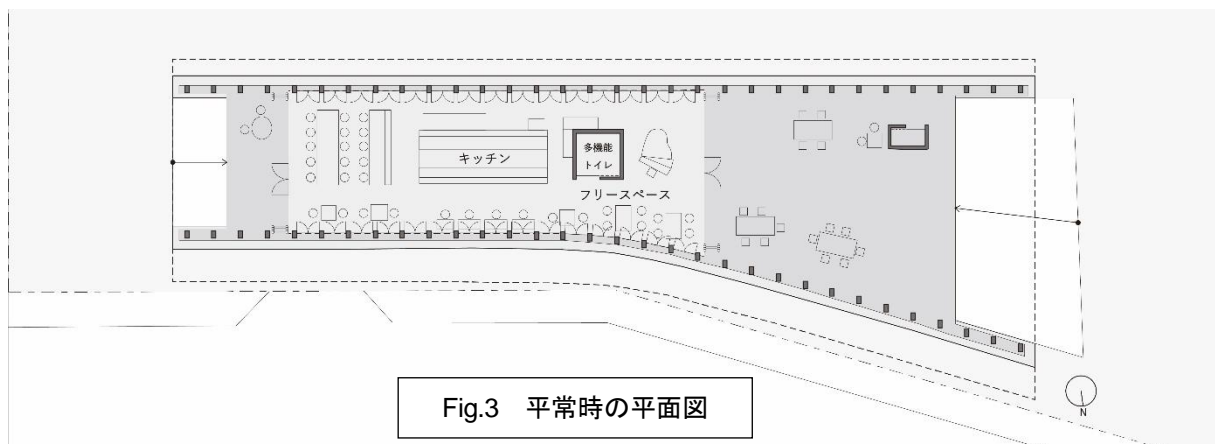 キッチン
多機能
トイレ
フリースペース
N
Fig.3 平常時の平面図